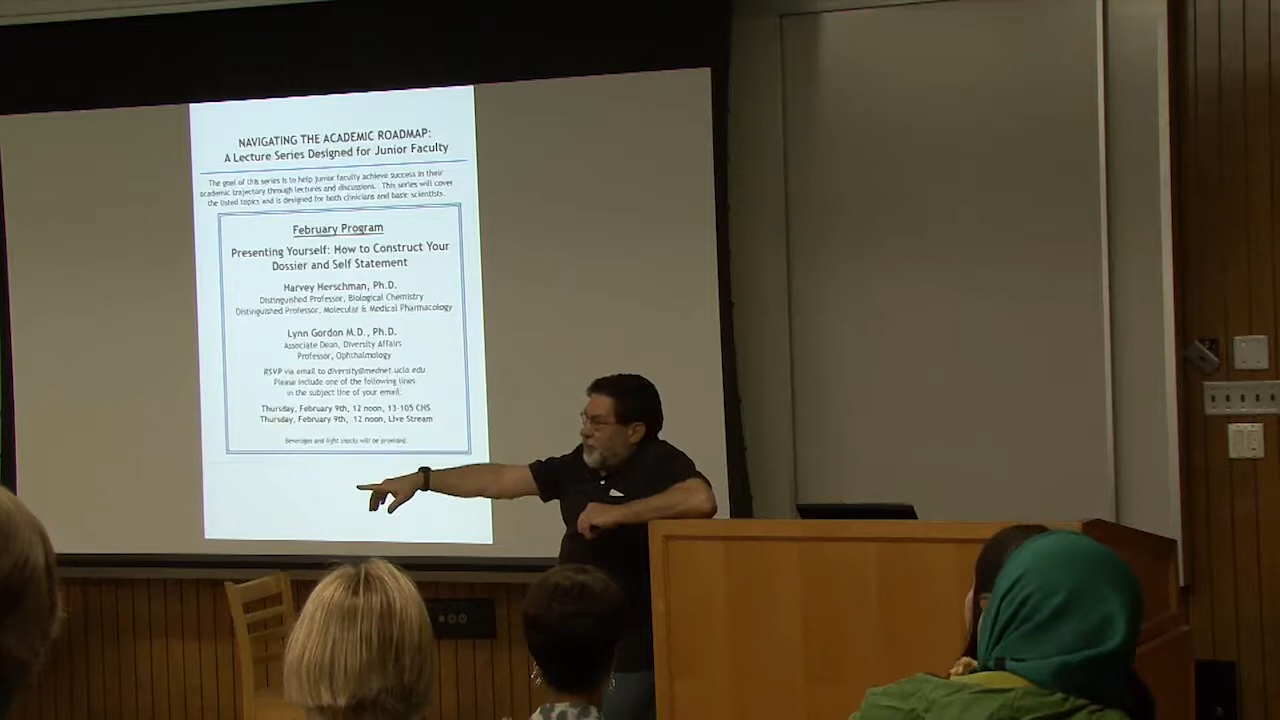 NAVIGATING THE ACADEMIC ROADMAP:
A Lecture Series Designed for Junior Faculty
The goal of this series is to help junior faculty achieve success in their
academic trajectory through lectures and discussions. This series will cover
the listed topics and is designed for both clinicians and basic scientists.
February Program
Presenting Yourself: How to Construct Your
Dossier and Self Statement
Harvey Herschman, Ph.D.
Distinguished Professor, Biological Chemistry
Distinguished Professor, Molecular & Medical Pharmacology
Lynn Gordon M.D., Ph.D.
Associate Dean, Diversity Affairs
Professor, Ophthalmology
RSVP via email to diversity@mednet.ucla.edu
Please include one of the following lines
in the subject line of your email.
Thursday, February 9th, 12 noon, 13-105 CHS
Thursday, February 9th, 12 noon, Live Stream
Beverages and light snacks will be provided.